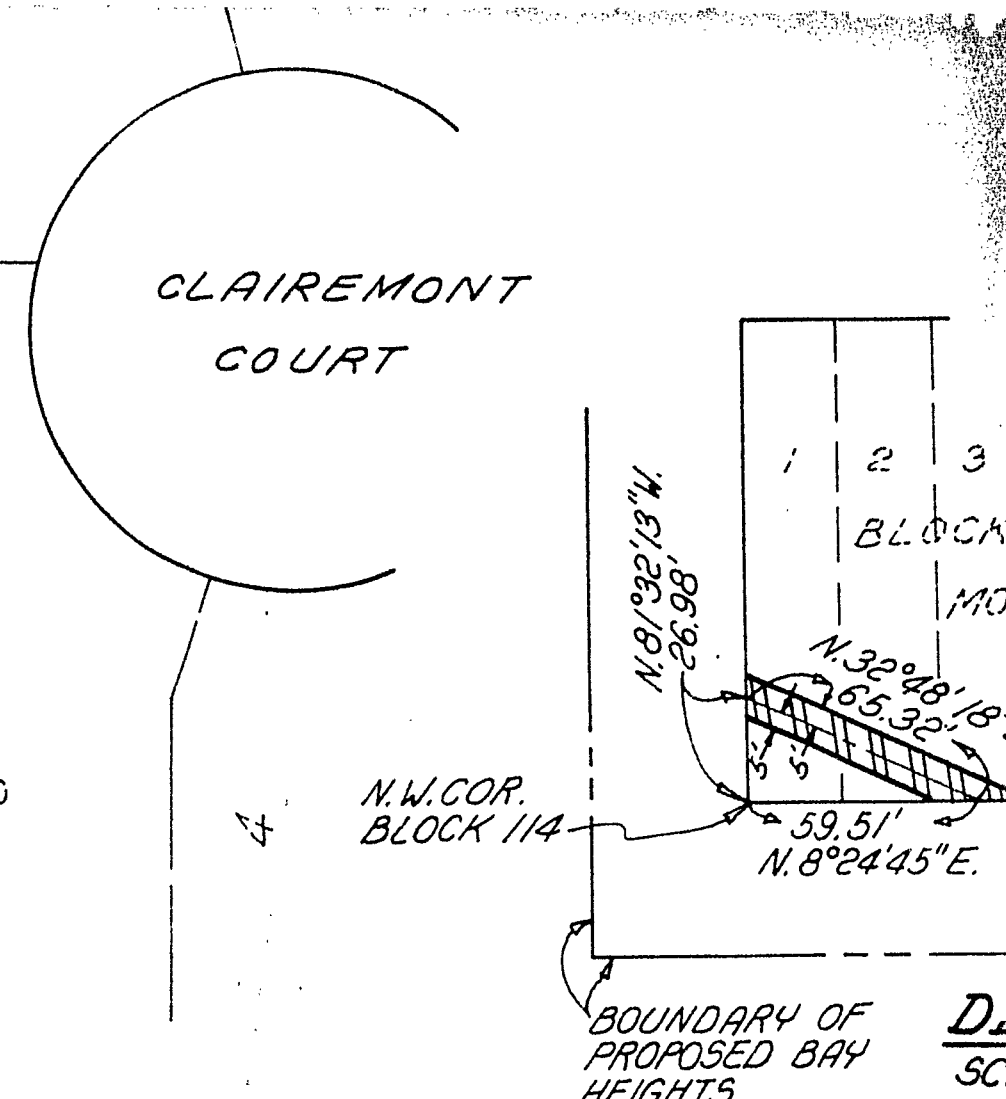 CLAIREMONT
COURT
1
2
3
BLOCK
N.81°32'13"W.
26.98'
N.32°48'18"
65.32'
5'
5'
N.W.COR.
BLOCK 114
59.51'
N.8°24'45"E.
4
BOUNDARY OF
PROPOSED BAY
HEIGHTS